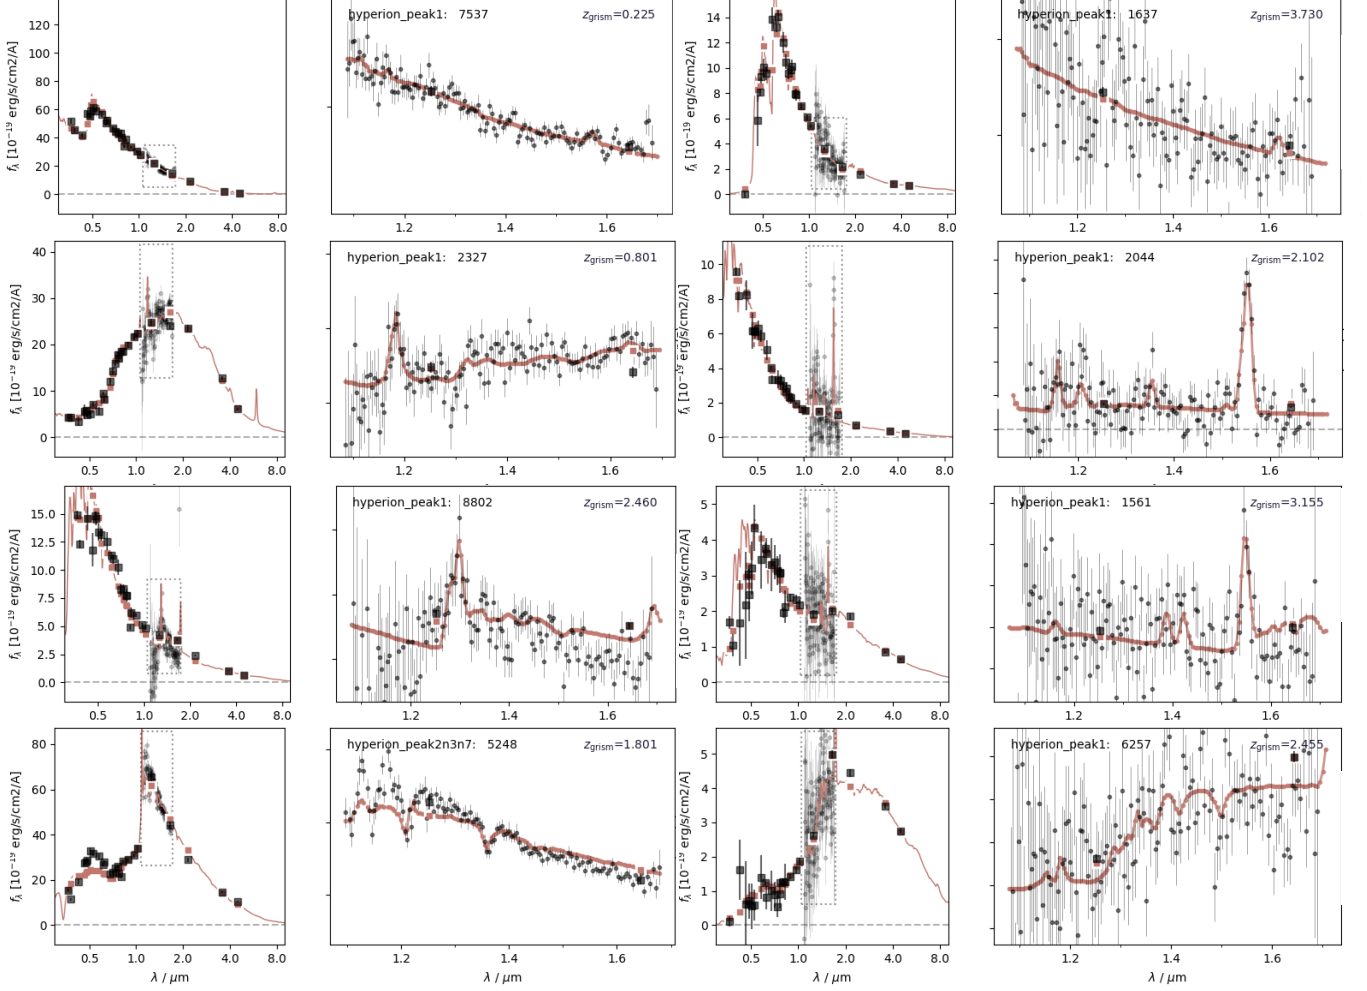 hyperion_peak1: 7537 z_grism=0.225
hyperion_peak1: 1637 z_grism=3.730
f_λ [10^-19 erg/s/cm2/A]
120
100
80
60
40
20
0
0.5 1.0 2.0 4.0 8.0
1.2 1.4 1.6
f_λ [10^-19 erg/s/cm2/A]
14
12
10
8
6
4
2
0
0.5 1.0 2.0 4.0 8.0
1.2 1.4 1.6
hyperion_peak1: 2327 z_grism=0.801
hyperion_peak1: 2044 z_grism=2.102
f_λ [10^-19 erg/s/cm2/A]
40
30
20
10
0
0.5 1.0 2.0 4.0 8.0
1.2 1.4 1.6
f_λ [10^-19 erg/s/cm2/A]
10
8
6
4
2
0
0.5 1.0 2.0 4.0 8.0
1.2 1.4 1.6
hyperion_peak1: 8802 z_grism=2.460
hyperion_peak1: 1561 z_grism=3.155
f_λ [10^-19 erg/s/cm2/A]
15.0
12.5
10.0
7.5
5.0
2.5
0.0
0.5 1.0 2.0 4.0 8.0
1.2 1.4 1.6
f_λ [10^-19 erg/s/cm2/A]
5
4
3
2
1
0
0.5 1.0 2.0 4.0 8.0
1.2 1.4 1.6
hyperion_peak2n3n7: 5248 z_grism=1.801
hyperion_peak1: 6257 z_grism=2.455
f_λ [10^-19 erg/s/cm2/A]
80
60
40
20
0
0.5 1.0 2.0 4.0 8.0
λ / μm
1.2 1.4 1.6
λ / μm
f_λ [10^-19 erg/s/cm2/A]
5
4
3
2
1
0
0.5 1.0 2.0 4.0 8.0
λ / μm
1.2 1.4 1.6
λ / μm